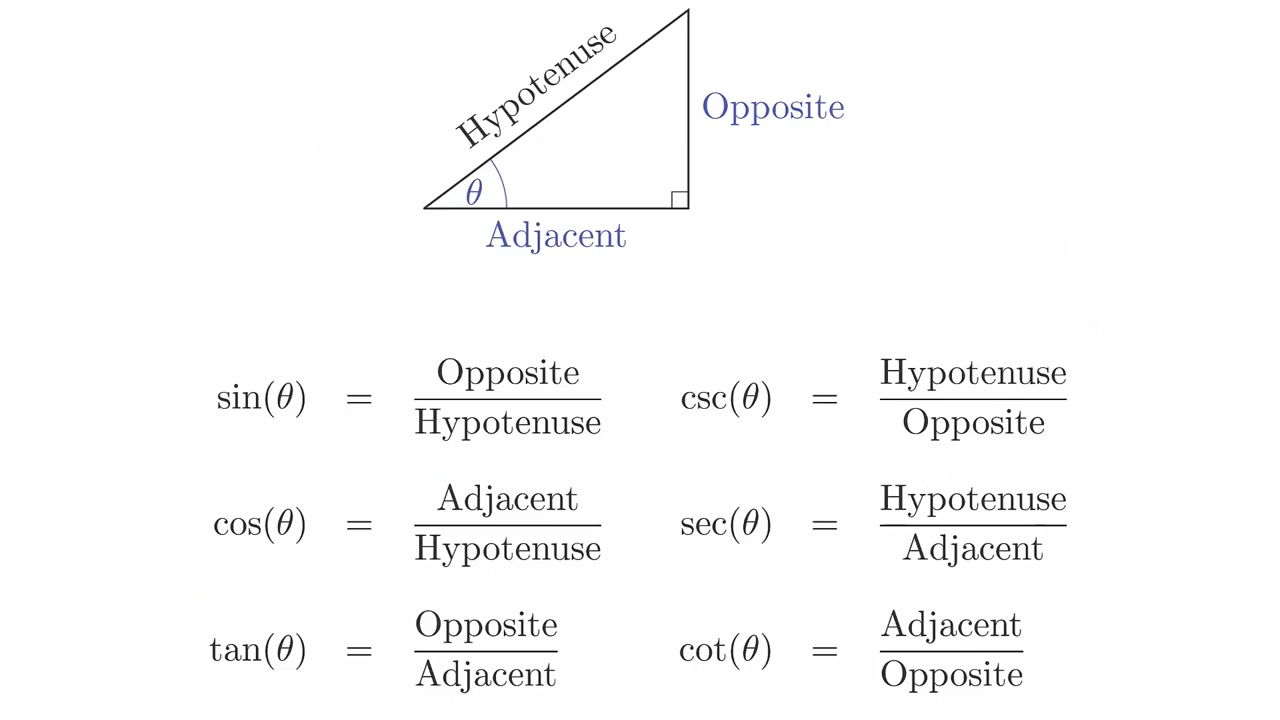 Hypotenuse
Opposite
θ
Adjacent
sin(θ) = Opposite / Hypotenuse
csc(θ) = Hypotenuse / Opposite
cos(θ) = Adjacent / Hypotenuse
sec(θ) = Hypotenuse / Adjacent
tan(θ) = Opposite / Adjacent
cot(θ) = Adjacent / Opposite